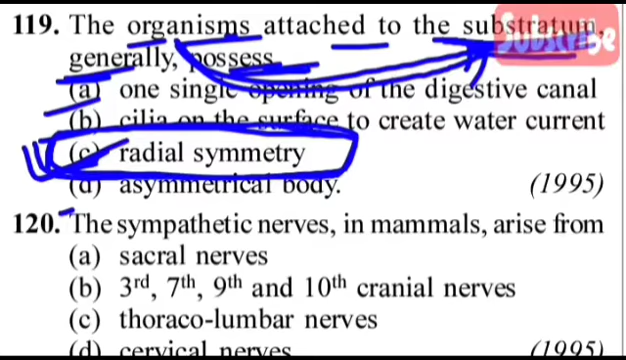 119. The organisms attached to the substratum,
Subscribe
generally, possess
(a) one single opening of the digestive canal
(b) cilia on the surface to create water current
(c) radial symmetry
(d) asymmetrical body. (1995)
120. The sympathetic nerves, in mammals, arise from
(a) sacral nerves
(b) 3rd, 7th, 9th and 10th cranial nerves
(c) thoraco-lumbar nerves
(d) cervical nerves (1995)